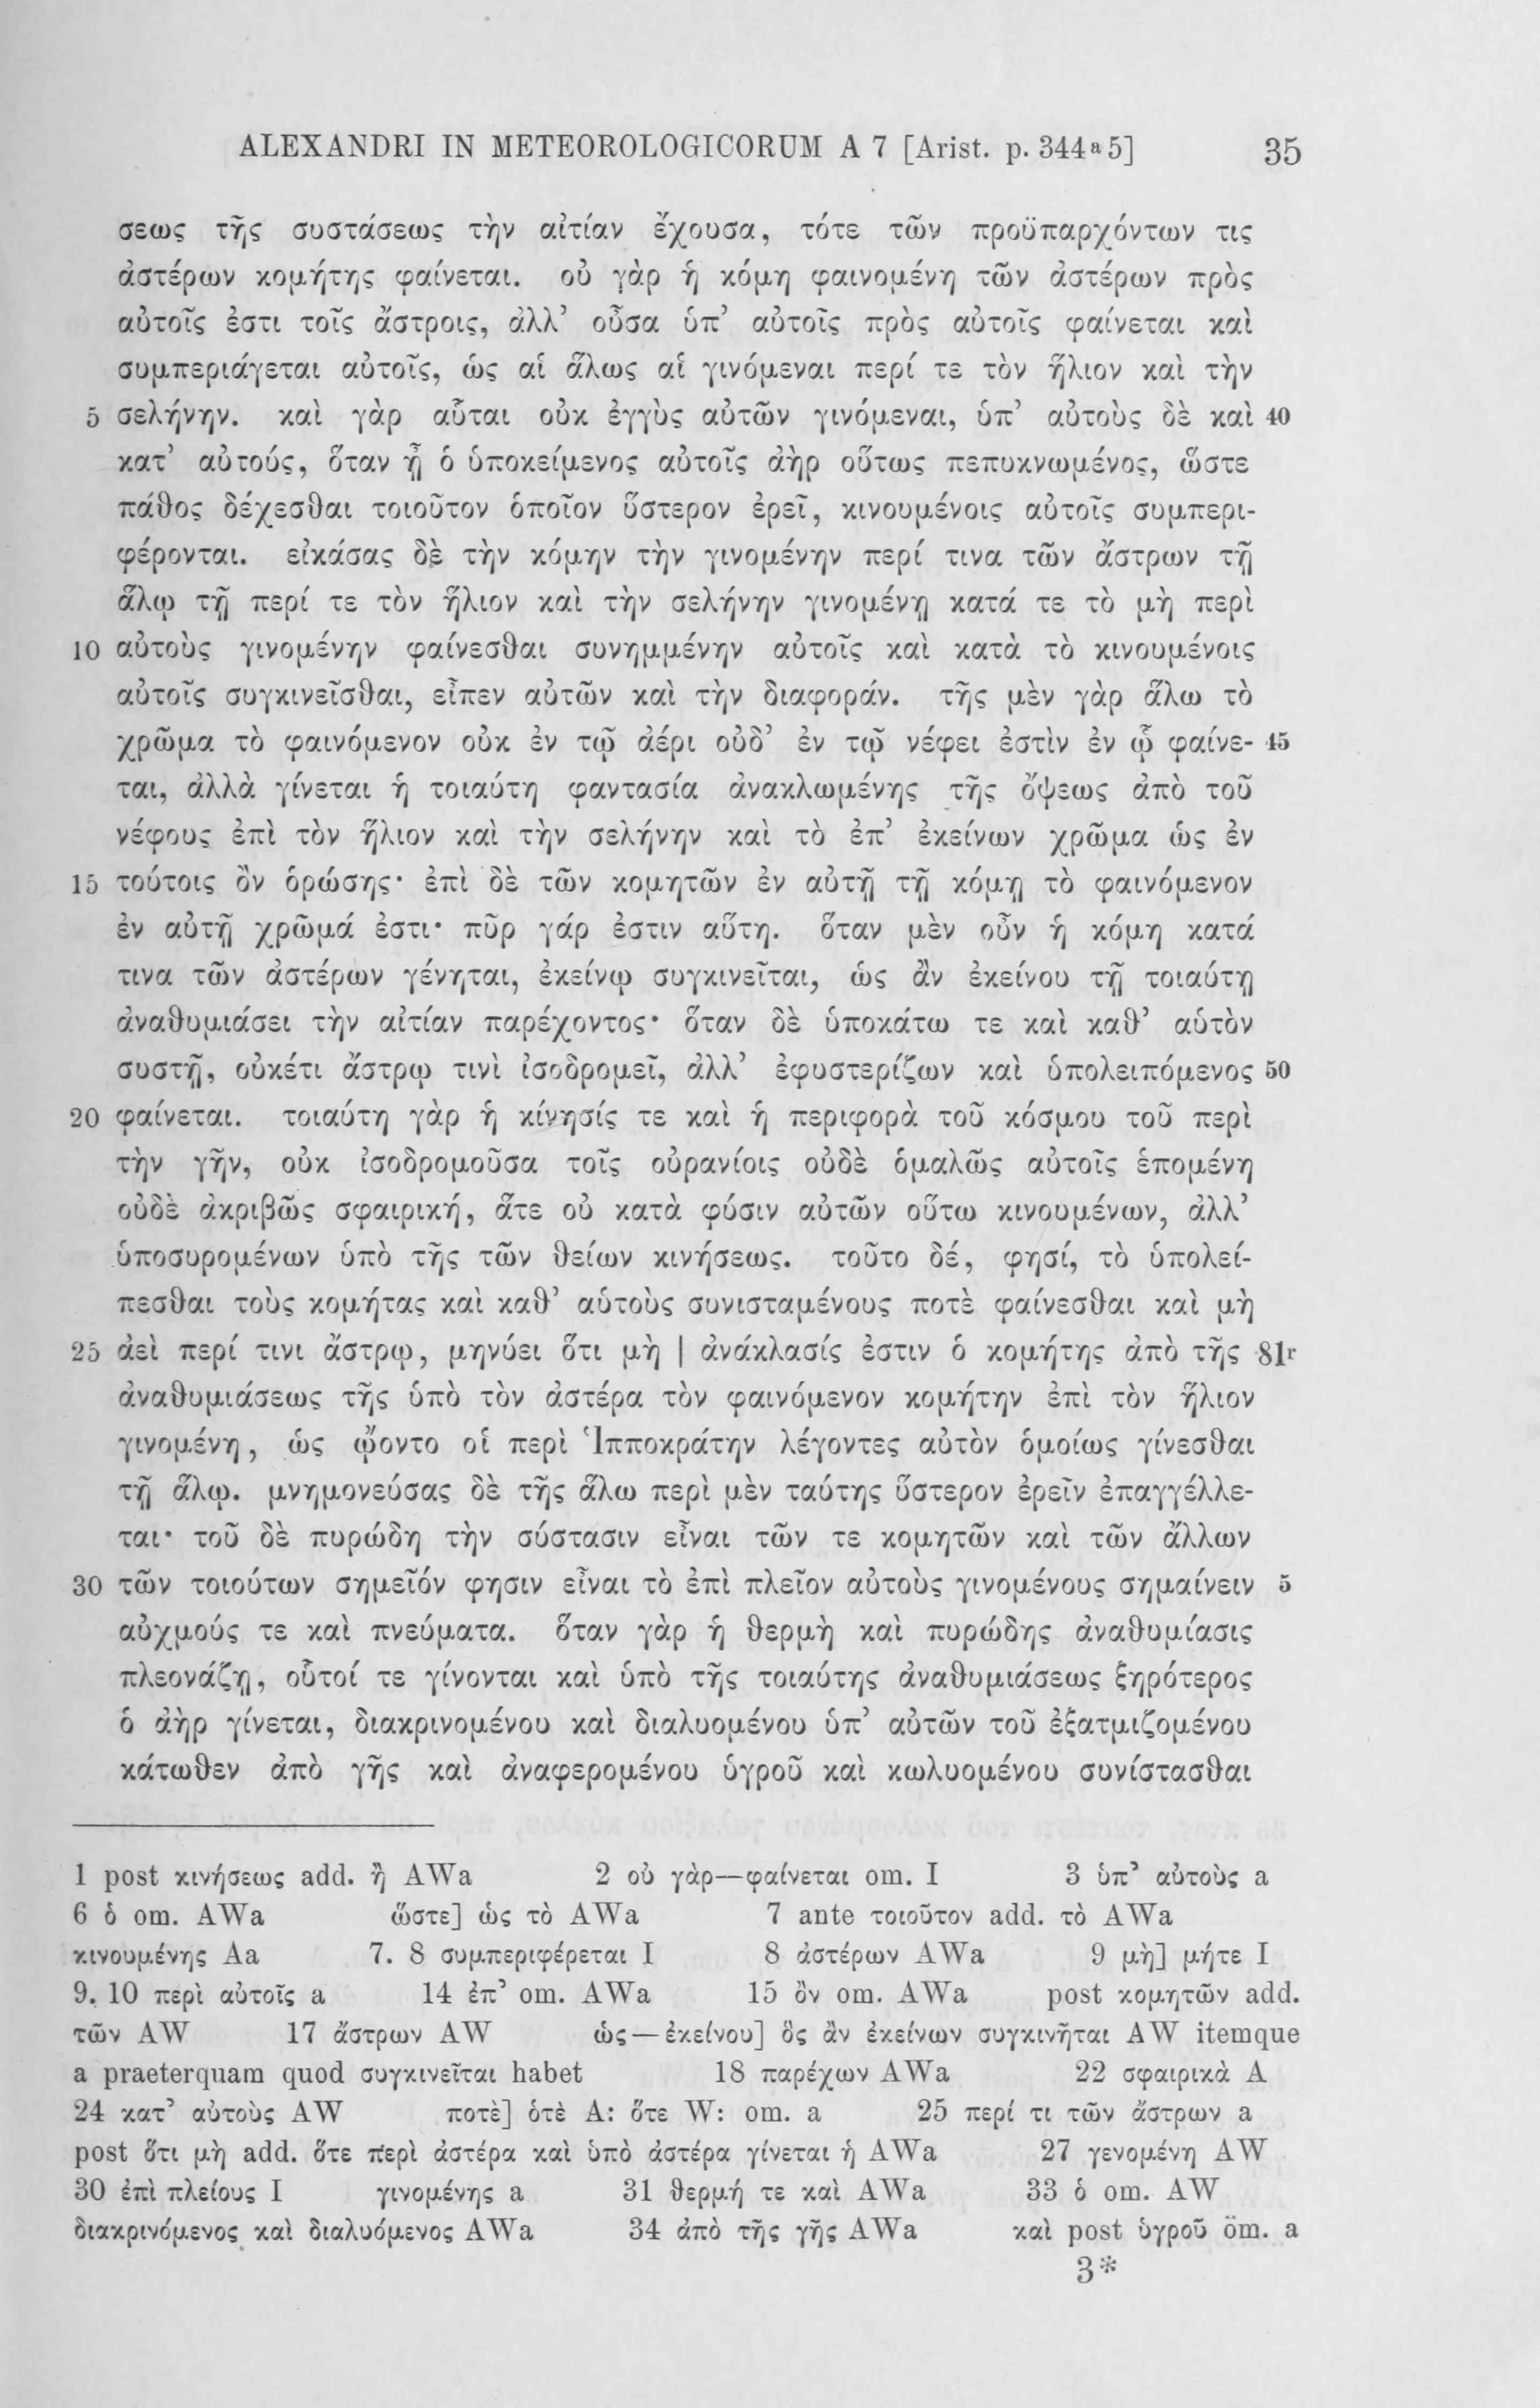 ALEXANDRI IN METEOROLOGICORUM A 7 [Arist. p. 344ª5] 35
σεως τῆς συστάσεως τὴν αἰτίαν ἔχουσα, τότε τῶν προϋπαρχόντων τις
ἀστέρων κομήτης φαίνεται. οὐ γὰρ ἡ κόμη φαινομένη τῶν ἀστέρων πρὸς
αὐτοῖς ἐστι τοῖς ἄστροις, ἀλλ’ οὖσα ὑπ’ αὐτοῖς πρὸς αὐτοῖς φαίνεται καὶ
συμπεριάγεται αὐτοῖς, ὡς αἱ ἅλως αἱ γινόμεναι περί τε τὸν ἥλιον καὶ τὴν
5 σελήνην. καὶ γὰρ αὗται οὐκ ἐγγὺς αὐτῶν γινόμεναι, ὑπ’ αὐτοὺς δὲ καὶ 40
κατ’ αὐτούς, ὅταν ᾖ ὁ ὑποκείμενος αὐτοῖς ἀὴρ οὕτως πεπυκνωμένος, ὥστε
πάθος δέχεσθαι τοιοῦτον ὁποῖον ὕστερον ἐρεῖ, κινουμένοις αὐτοῖς συμπερι-
φέρονται. εἰκάσας δὲ τὴν κόμην τὴν γινομένην περί τινα τῶν ἄστρων τῇ
ἅλῳ τῇ περί τε τὸν ἥλιον καὶ τὴν σελήνην γινομένῃ κατά τε τὸ μὴ περὶ
10 αὐτοὺς γινομένην φαίνεσθαι συνημμένην αὐτοῖς καὶ κατὰ τὸ κινουμένοις
αὐτοῖς συγκινεῖσθαι, εἶπεν αὐτῶν καὶ τὴν διαφοράν. τῆς μὲν γὰρ ἅλω τὸ
χρῶμα τὸ φαινόμενον οὐκ ἐν τῷ ἀέρι οὐδ’ ἐν τῷ νέφει ἐστὶν ἐν ᾧ φαίνε- 45
ται, ἀλλὰ γίνεται ἡ τοιαύτη φαντασία ἀνακλωμένης τῆς ὄψεως ἀπὸ τοῦ
νέφους ἐπὶ τὸν ἥλιον καὶ τὴν σελήνην καὶ τὸ ἐπ’ ἐκείνων χρῶμα ὡς ἐν
15 τούτοις ὂν ὁρώσης· ἐπὶ δὲ τῶν κομητῶν ἐν αὐτῇ τῇ κόμῃ τὸ φαινόμενον
ἐν αὐτῇ χρῶμά ἐστι· πῦρ γάρ ἐστιν αὕτη. ὅταν μὲν οὖν ἡ κόμη κατά
τινα τῶν ἀστέρων γένηται, ἐκείνῳ συγκινεῖται, ὡς ἂν ἐκείνου τῇ τοιαύτῃ
ἀναθυμιάσει τὴν αἰτίαν παρέχοντος· ὅταν δὲ ὑποκάτω τε καὶ καθ’ αὑτὸν
συστῇ, οὐκέτι ἄστρῳ τινὶ ἰσοδρομεῖ, ἀλλ’ ἐφυστερίζων καὶ ὑπολειπόμενος 50
20 φαίνεται. τοιαύτη γὰρ ἡ κίνησίς τε καὶ ἡ περιφορὰ τοῦ κόσμου τοῦ περὶ
τὴν γῆν, οὐκ ἰσοδρομοῦσα τοῖς οὐρανίοις οὐδὲ ὁμαλῶς αὐτοῖς ἑπομένη
οὐδὲ ἀκριβῶς σφαιρική, ἅτε οὐ κατὰ φύσιν αὐτῶν οὕτω κινουμένων, ἀλλ’
ὑποσυρομένων ὑπὸ τῆς τῶν θείων κινήσεως. τοῦτο δέ, φησί, τὸ ὑπολεί-
πεσθαι τοὺς κομήτας καὶ καθ’ αὑτοὺς συνισταμένους ποτὲ φαίνεσθαι καὶ μὴ
25 ἀεὶ περί τινι ἄστρῳ, μηνύει ὅτι μὴ | ἀνάκλασίς ἐστιν ὁ κομήτης ἀπὸ τῆς 81r
ἀναθυμιάσεως τῆς ὑπὸ τὸν ἀστέρα τὸν φαινόμενον κομήτην ἐπὶ τὸν ἥλιον
γινομένη, ὡς ᾤοντο οἱ περὶ Ἱπποκράτην λέγοντες αὐτὸν ὁμοίως γίνεσθαι
τῇ ἅλῳ. μνημονεύσας δὲ τῆς ἅλω περὶ μὲν ταύτης ὕστερον ἐρεῖν ἐπαγγέλλε-
ται· τοῦ δὲ πυρώδη τὴν σύστασιν εἶναι τῶν τε κομητῶν καὶ τῶν ἄλλων
30 τῶν τοιούτων σημεῖόν φησιν εἶναι τὸ ἐπὶ πλεῖον αὐτοὺς γινομένους σημαίνειν 5
αὐχμούς τε καὶ πνεύματα. ὅταν γὰρ ἡ θερμὴ καὶ πυρώδης ἀναθυμίασις
πλεονάζῃ, οὗτοί τε γίνονται καὶ ὑπὸ τῆς τοιαύτης ἀναθυμιάσεως ξηρότερος
ὁ ἀὴρ γίνεται, διακρινομένου καὶ διαλυομένου ὑπ’ αὐτῶν τοῦ ἐξατμιζομένου
κάτωθεν ἀπὸ γῆς καὶ ἀναφερομένου ὑγροῦ καὶ κωλυομένου συνίστασθαι
1 post κινήσεως add. ἢ AWa 2 οὐ γὰρ—φαίνεται om. I 3 ὑπ’ αὐτοὺς a
6 ὁ om. AWa ὥστε] ὡς τὸ AWa 7 ante τοιοῦτον add. τὸ AWa
κινουμένης Aa 7. 8 συμπεριφέρεται I 8 ἀστέρων AWa 9 μὴ] μήτε I
9. 10 περὶ αὐτοῖς a 14 ἐπ’ om. AWa 15 ὂν om. AWa post κομητῶν add.
τῶν AW 17 ἄστρων AW ὡς—ἐκείνου] ὃς ἂν ἐκείνων συγκινῆται AW itemque
a praeterquam quod συγκινεῖται habet 18 παρέχων AWa 22 σφαιρικὰ A
24 κατ’ αὐτοὺς AW ποτὲ] ὁτὲ A: ὅτε W: om. a 25 περί τι τῶν ἄστρων a
post ὅτι μὴ add. ὅτε περὶ ἀστέρα καὶ ὑπὸ ἀστέρα γίνεται ἡ AWa 27 γενομένη AW
30 ἐπὶ πλείους I γινομένης a 31 θερμή τε καὶ AWa 33 ὁ om. AW
διακρινόμενος καὶ διαλυόμενος AWa 34 ἀπὸ τῆς γῆς AWa καὶ post ὑγροῦ om. a
3*